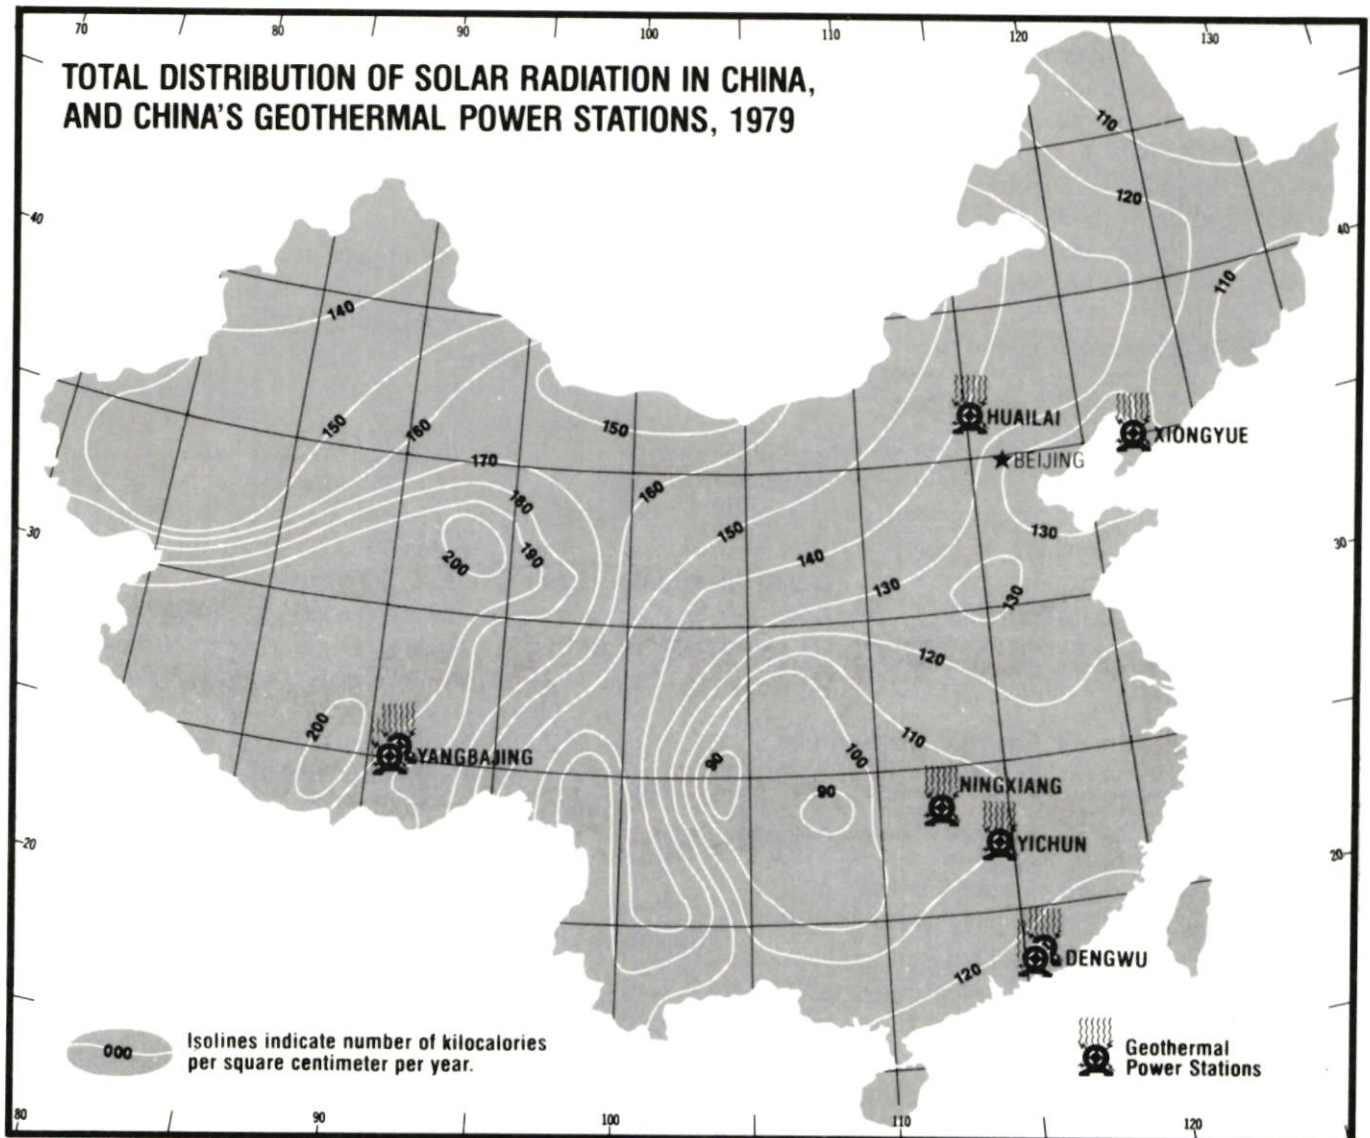 70 80 90 100 110 120 130
TOTAL DISTRIBUTION OF SOLAR RADIATION IN CHINA,
AND CHINA'S GEOTHERMAL POWER STATIONS, 1979
110
120
40 40
110
140
150
160
150
HUAILAI
XIONGYUE
170
BEIJING
160
180
150
130
30 30
200
190
140
130
130
120
200
110
YANGBAJING
90
100
90
NINGXIANG
20 20
YICHUN
DENGWU
120
000
Isolines indicate number of kilocalories
per square centimeter per year.
Geothermal
Power Stations
80 90 100 110 120